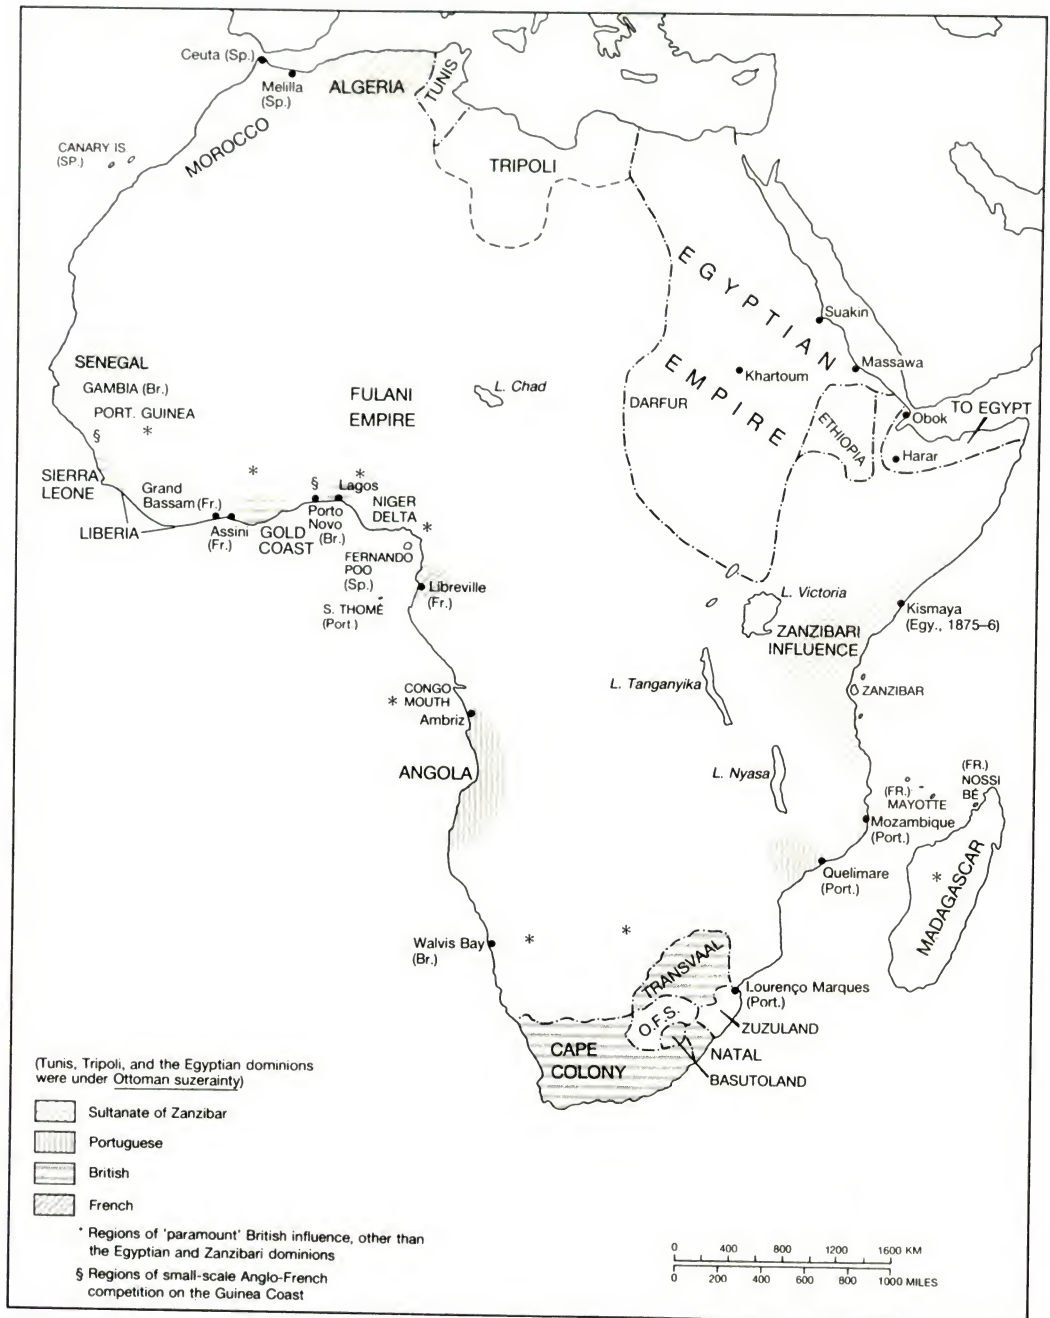 Ceuta (Sp.)
Melilla
(Sp.)
ALGERIA
TUNIS
MOROCCO
CANARY IS
(SP.)
TRIPOLI
EGYPTIAN
EMPIRE
Suakin
Massawa
Khartoum
DARFUR
ETHIOPIA
Obok
TO EGYPT
Harar
SENEGAL
GAMBIA (Br.)
PORT. GUINEA
§
*
FULANI
EMPIRE
L. Chad
SIERRA
LEONE
LIBERIA
Grand
Bassam (Fr.)
Assini
(Fr.)
*
GOLD
COAST
§
Porto
Novo
(Br.)
*
Lagos
NIGER
DELTA
*
FERNANDO
POO
(Sp.)
S. THOMÉ
(Port.)
Libreville
(Fr.)
L. Victoria
ZANZIBARI
INFLUENCE
Kismaya
(Egy., 1875–6)
L. Tanganyika
ZANZIBAR
CONGO
* MOUTH
Ambriz
ANGOLA
L. Nyasa
(FR.)
MAYOTTE
(FR.)
NOSSI
BÉ
Mozambique
(Port.)
Quelimare
(Port.)
*
MADAGASCAR
Walvis Bay
(Br.)
*
*
TRANSVAAL
Lourenço Marques
(Port.)
O.F.S.
ZUZULAND
NATAL
BASUTOLAND
CAPE
COLONY
(Tunis, Tripoli, and the Egyptian dominions
were under Ottoman suzerainty)
Sultanate of Zanzibar
Portuguese
British
French
* Regions of 'paramount' British influence, other than
the Egyptian and Zanzibari dominions
§ Regions of small-scale Anglo-French
competition on the Guinea Coast
0 400 800 1200 1600 KM
0 200 400 600 800 1000 MILES